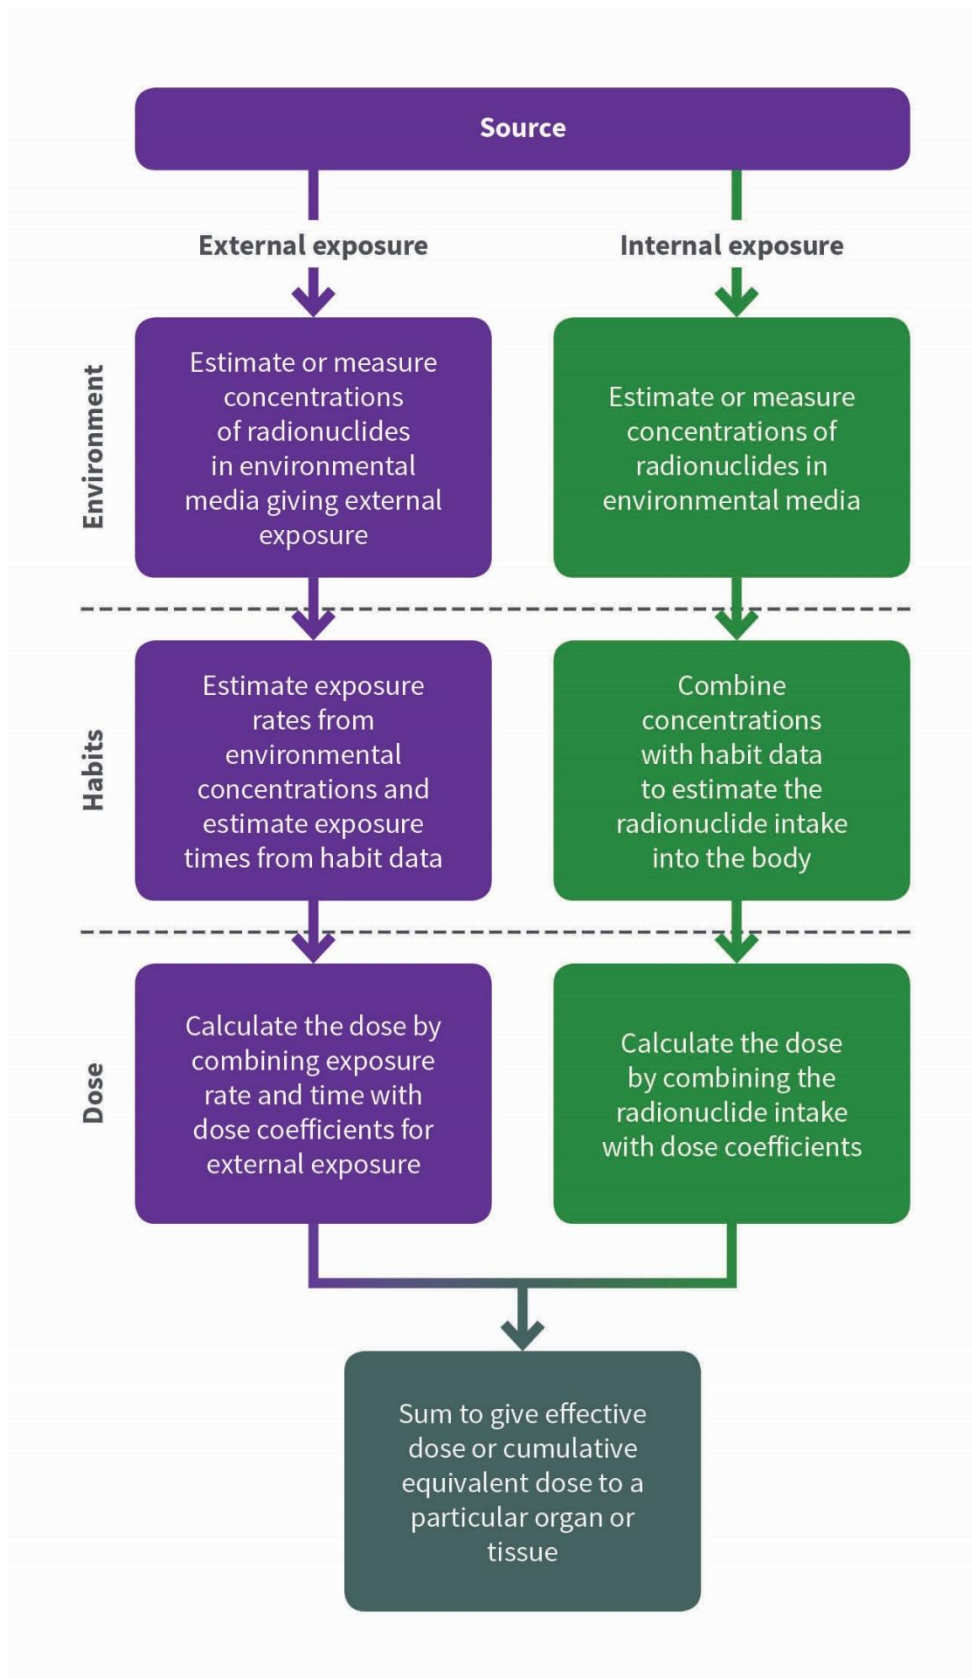 Source
External exposure
Internal exposure
Environment
Estimate or measure
concentrations
of radionuclides
in environmental
media giving external
exposure
Estimate or measure
concentrations of
radionuclides in
environmental media
Habits
Estimate exposure
rates from
environmental
concentrations and
estimate exposure
times from habit data
Combine
concentrations
with habit data
to estimate the
radionuclide intake
into the body
Dose
Calculate the dose by
combining exposure
rate and time with
dose coefficients for
external exposure
Calculate the dose
by combining the
radionuclide intake
with dose coefficients
Sum to give effective
dose or cumulative
equivalent dose to a
particular organ or
tissue